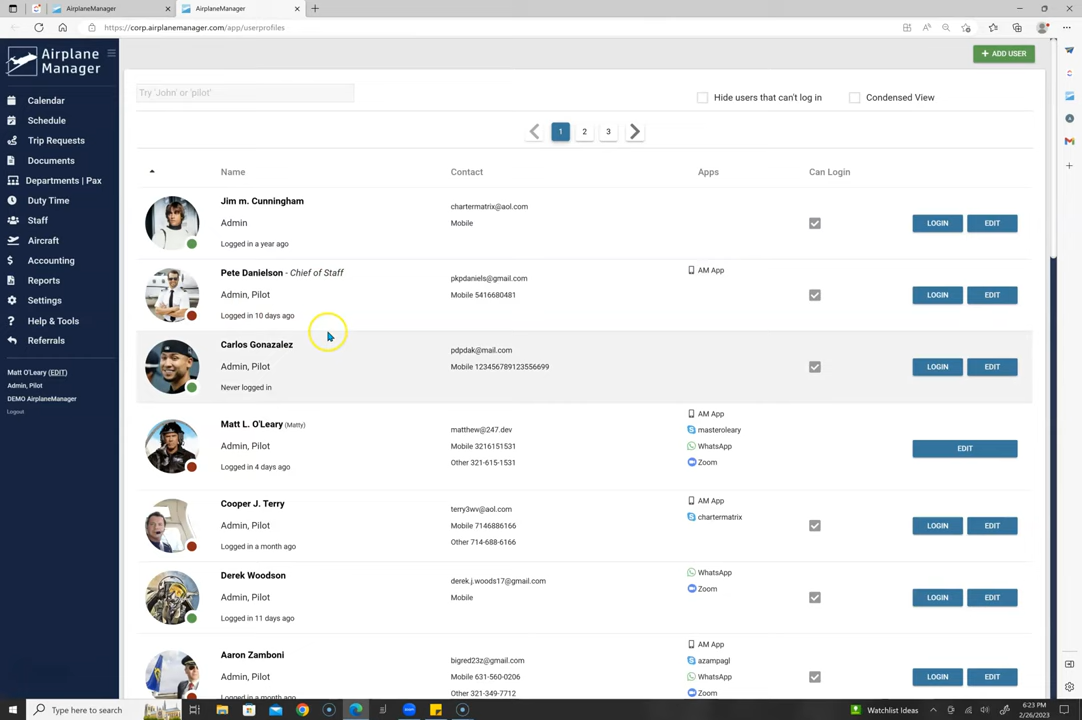 AirplaneManager
AirplaneManager
https://corp.airplanemanager.com/app/userprofiles
Airplane
Manager
ADD USER
Try 'John' or 'pilot'
Hide users that can't log in
Condensed View
1
2
3
Calendar
Schedule
Trip Requests
Documents
Departments | Pax
Duty Time
Staff
Aircraft
Accounting
Reports
Settings
Help & Tools
Referrals
Matt O'Leary (EDIT)
Admin, Pilot
DEMO AirplaneManager
Logout
Name
Contact
Apps
Can Login
Jim m. Cunningham
Admin
Logged in a year ago
chartermatrix@aol.com
Mobile
LOGIN
EDIT
Pete Danielson - Chief of Staff
Admin, Pilot
Logged in 10 days ago
pkpdaniels@gmail.com
Mobile 5416680481
AM App
LOGIN
EDIT
Carlos Gonazalez
Admin, Pilot
Never logged in
pdpdak@mail.com
Mobile 123456789123556699
LOGIN
EDIT
Matt L. O'Leary (Matty)
Admin, Pilot
Logged in 4 days ago
matthew@247.dev
Mobile 3216151531
Other 321-615-1531
AM App
masteroleary
WhatsApp
Zoom
EDIT
Cooper J. Terry
Admin, Pilot
Logged in a month ago
terry3wv@aol.com
Mobile 7146886166
Other 714-688-6166
AM App
chartermatrix
LOGIN
EDIT
Derek Woodson
Admin, Pilot
Logged in 11 days ago
derek.j.woods17@gmail.com
Mobile
WhatsApp
Zoom
LOGIN
EDIT
Aaron Zamboni
Admin, Pilot
Logged in a month ago
bigred23z@gmail.com
Mobile 631-560-0206
Other 321-349-7712
AM App
azampagl
WhatsApp
Zoom
LOGIN
EDIT
Type here to search
Watchlist Ideas
6:23 PM
2/26/2023